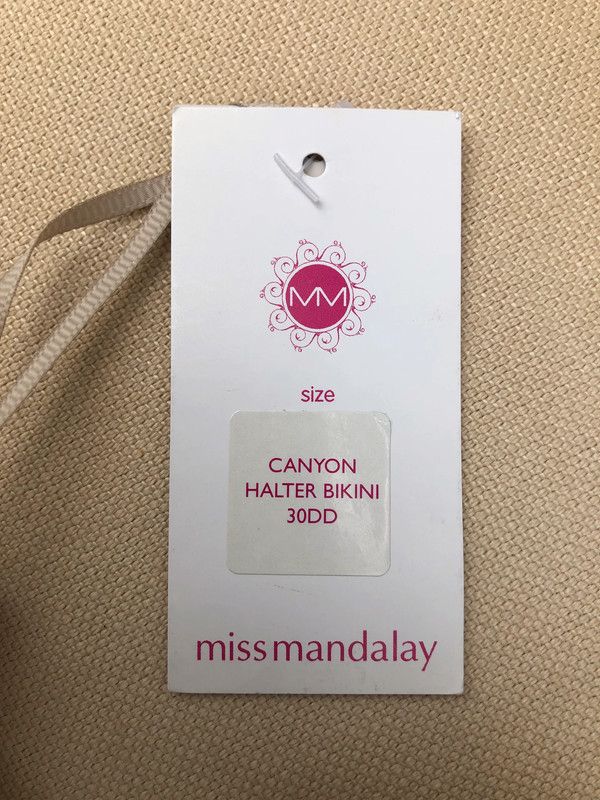 MM
size
CANYON
HALTER BIKINI
30DD
missmandalay